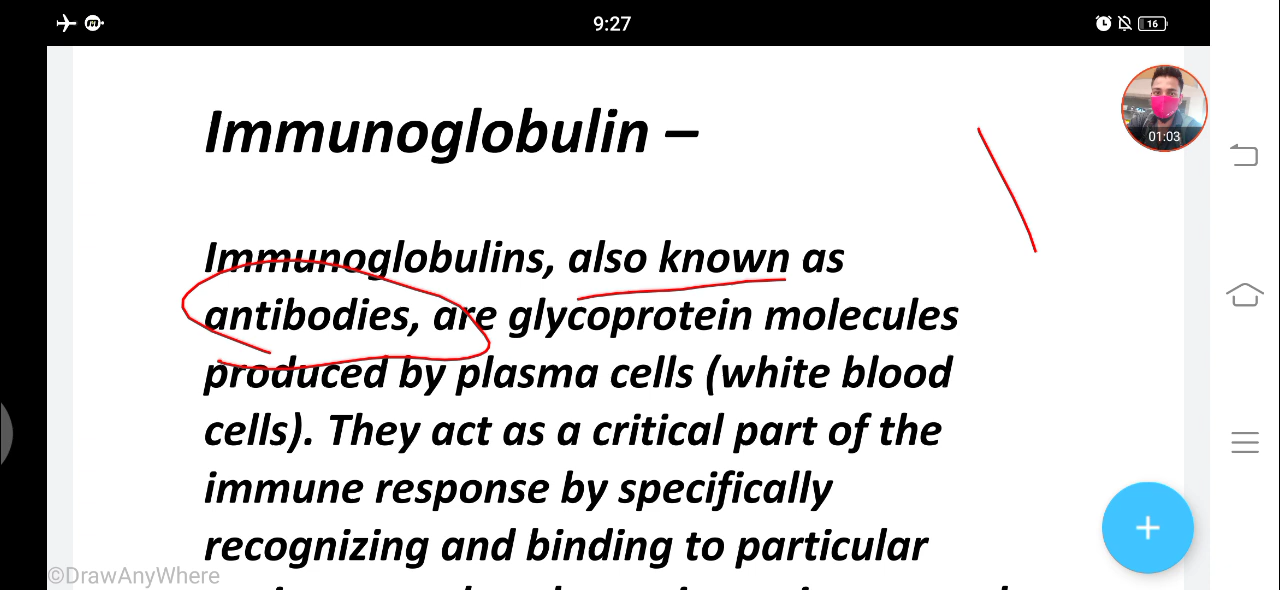 9:27
16
01:03
Immunoglobulin –
Immunoglobulins, also known as
antibodies, are glycoprotein molecules
produced by plasma cells (white blood
cells). They act as a critical part of the
immune response by specifically
recognizing and binding to particular
©DrawAnyWhere